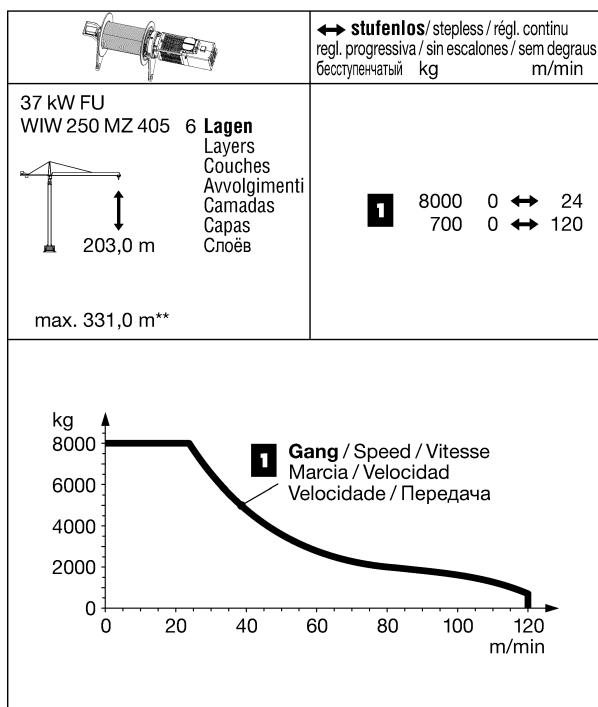 ↔ stufenlos / stepless / régl. continu
regl. progressiva / sin escalones / sem degraus
бесступенчатый kg m/min
37 kW FU
WIW 250 MZ 405 6 Lagen
Layers
Couches
Avvolgimenti
Camadas
Capas
Слоёв
203,0 m
max. 331,0 m**
1 8000 0 ↔ 24
700 0 ↔ 120
kg
8000
6000
4000
2000
0
1 Gang / Speed / Vitesse
Marcia / Velocidad
Velocidade / Передача
0 20 40 60 80 100 120
m/min